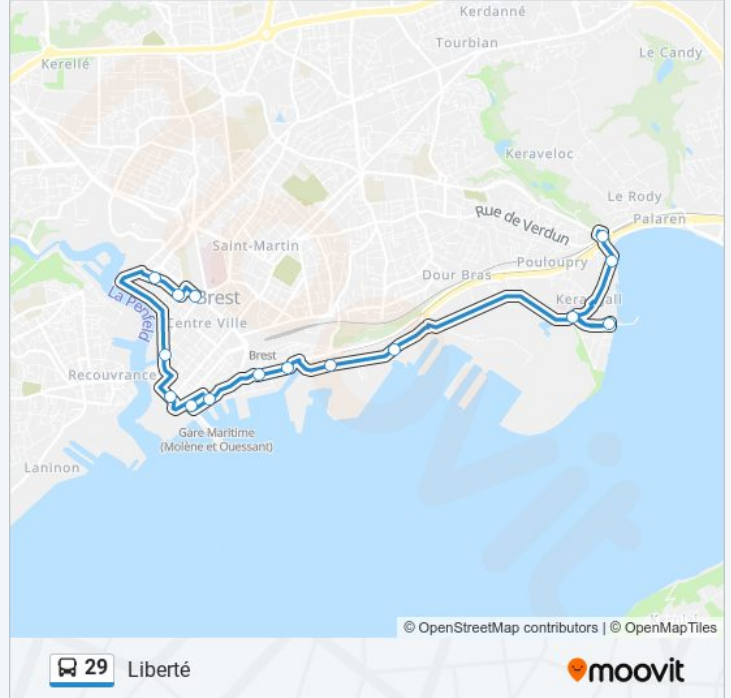 Kerdanné
Tourbian
Kerellé
Le Candy
Keraveloc
Le Rody
Palaren
Rue de Verdun
Saint-Martin
Pouloupry
Dour Bras
La Penfeld
Brest
Centre Ville
Brest
Recouvrance
Gare Maritime
(Molène et Ouessant)
Laninon
© OpenStreetMap contributors | © OpenMapTiles
29 Liberté
moovit